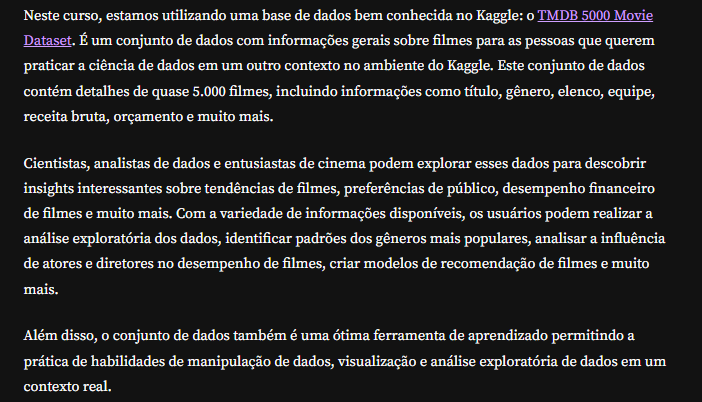 Neste curso, estamos utilizando uma base de dados bem conhecida no Kaggle: o TMDB 5000 Movie
Dataset. É um conjunto de dados com informações gerais sobre filmes para as pessoas que querem
praticar a ciência de dados em um outro contexto no ambiente do Kaggle. Este conjunto de dados
contém detalhes de quase 5.000 filmes, incluindo informações como título, gênero, elenco, equipe,
receita bruta, orçamento e muito mais.
Cientistas, analistas de dados e entusiastas de cinema podem explorar esses dados para descobrir
insights interessantes sobre tendências de filmes, preferências de público, desempenho financeiro
de filmes e muito mais. Com a variedade de informações disponíveis, os usuários podem realizar a
análise exploratória dos dados, identificar padrões dos gêneros mais populares, analisar a influência
de atores e diretores no desempenho de filmes, criar modelos de recomendação de filmes e muito
mais.
Além disso, o conjunto de dados também é uma ótima ferramenta de aprendizado permitindo a
prática de habilidades de manipulação de dados, visualização e análise exploratória de dados em um
contexto real.